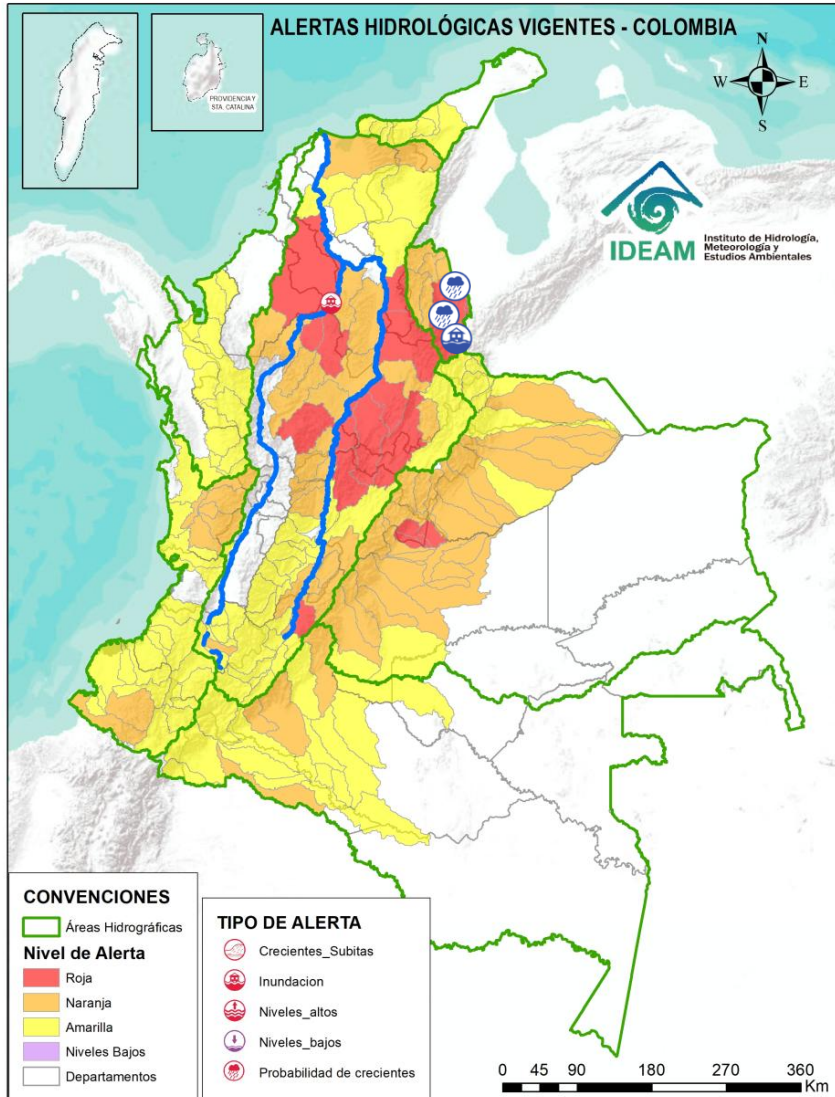 ALERTAS HIDROLÓGICAS VIGENTES - COLOMBIA
PROVIDENCIA Y
STA. CATALINA
N
W
E
S
IDEAM
Instituto de Hidrología,
Meteorología y
Estudios Ambientales
CONVENCIONES
Áreas Hidrográficas
Nivel de Alerta
Roja
Naranja
Amarilla
Niveles Bajos
Departamentos
TIPO DE ALERTA
Crecientes_Subitas
Inundacion
Niveles_altos
Niveles_bajos
Probabilidad de crecientes
0 45 90 180 270 360
Km